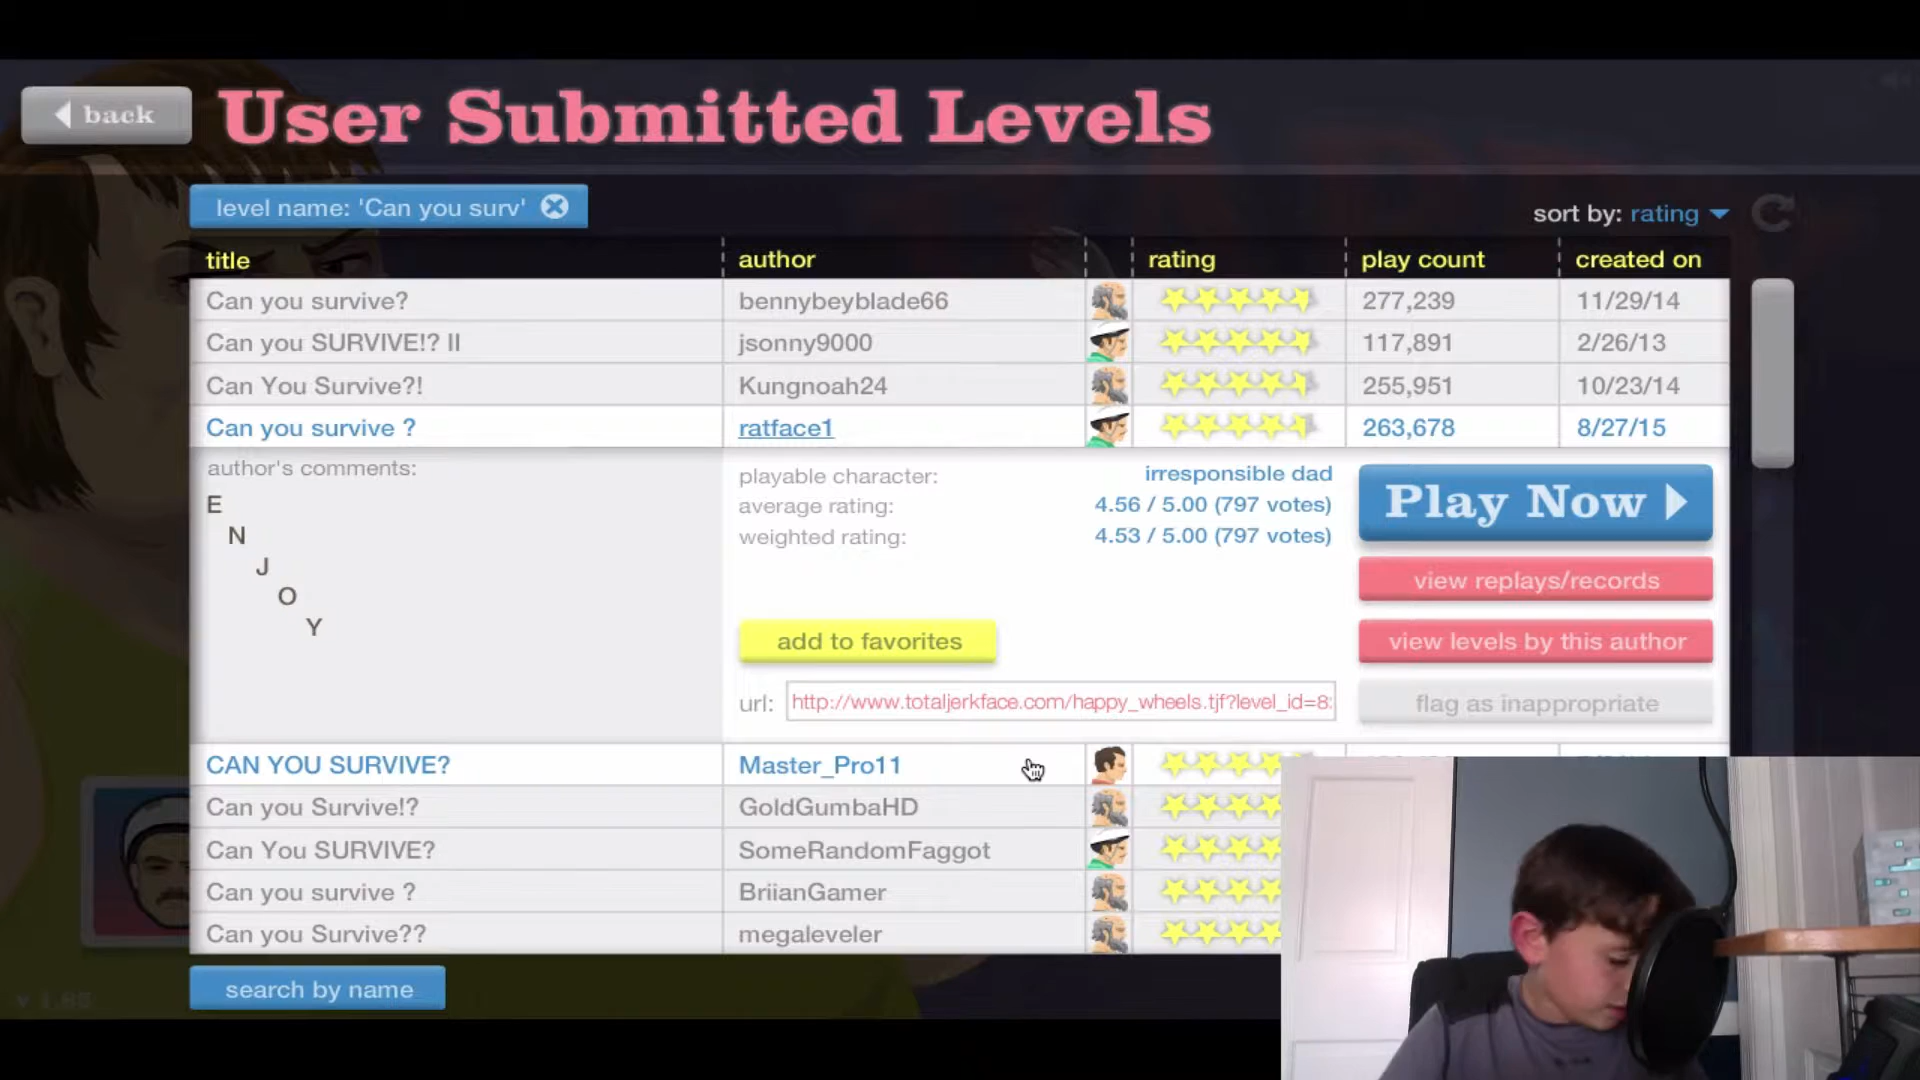 back
User Submitted Levels
level name: 'Can you surv'
sort by: rating
title author rating play count created on
Can you survive? bennybeyblade66 277,239 11/29/14
Can you SURVIVE!? II jsonny9000 117,891 2/26/13
Can You Survive?! Kungnoah24 255,951 10/23/14
Can you survive ? ratface1 263,678 8/27/15
author's comments:
E
N
J
O
Y
playable character: irresponsible dad
average rating: 4.56 / 5.00 (797 votes)
weighted rating: 4.53 / 5.00 (797 votes)
add to favorites
url: http://www.totaljerkface.com/happy_wheels.tjf?level_id=8
Play Now
view replays/records
view levels by this author
flag as inappropriate
CAN YOU SURVIVE? Master_Pro11
Can you Survive!? GoldGumbaHD
Can You SURVIVE? SomeRandomFaggot
Can you survive ? BriianGamer
Can you Survive?? megaleveler
search by name